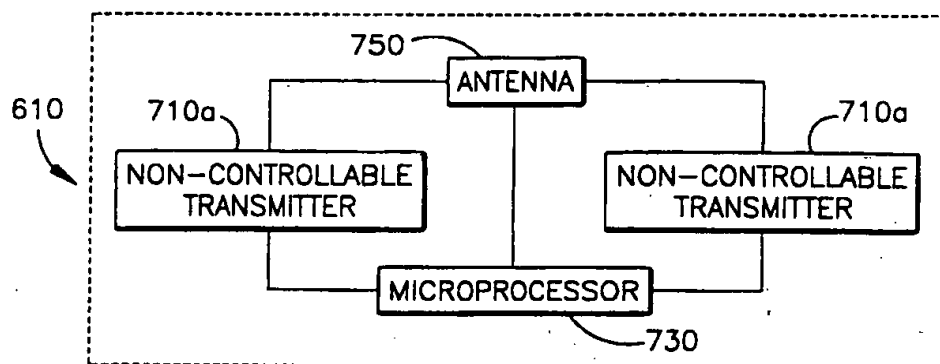 750
ANTENNA
610
710a
710a
NON-CONTROLLABLE
TRANSMITTER
NON-CONTROLLABLE
TRANSMITTER
MICROPROCESSOR
730